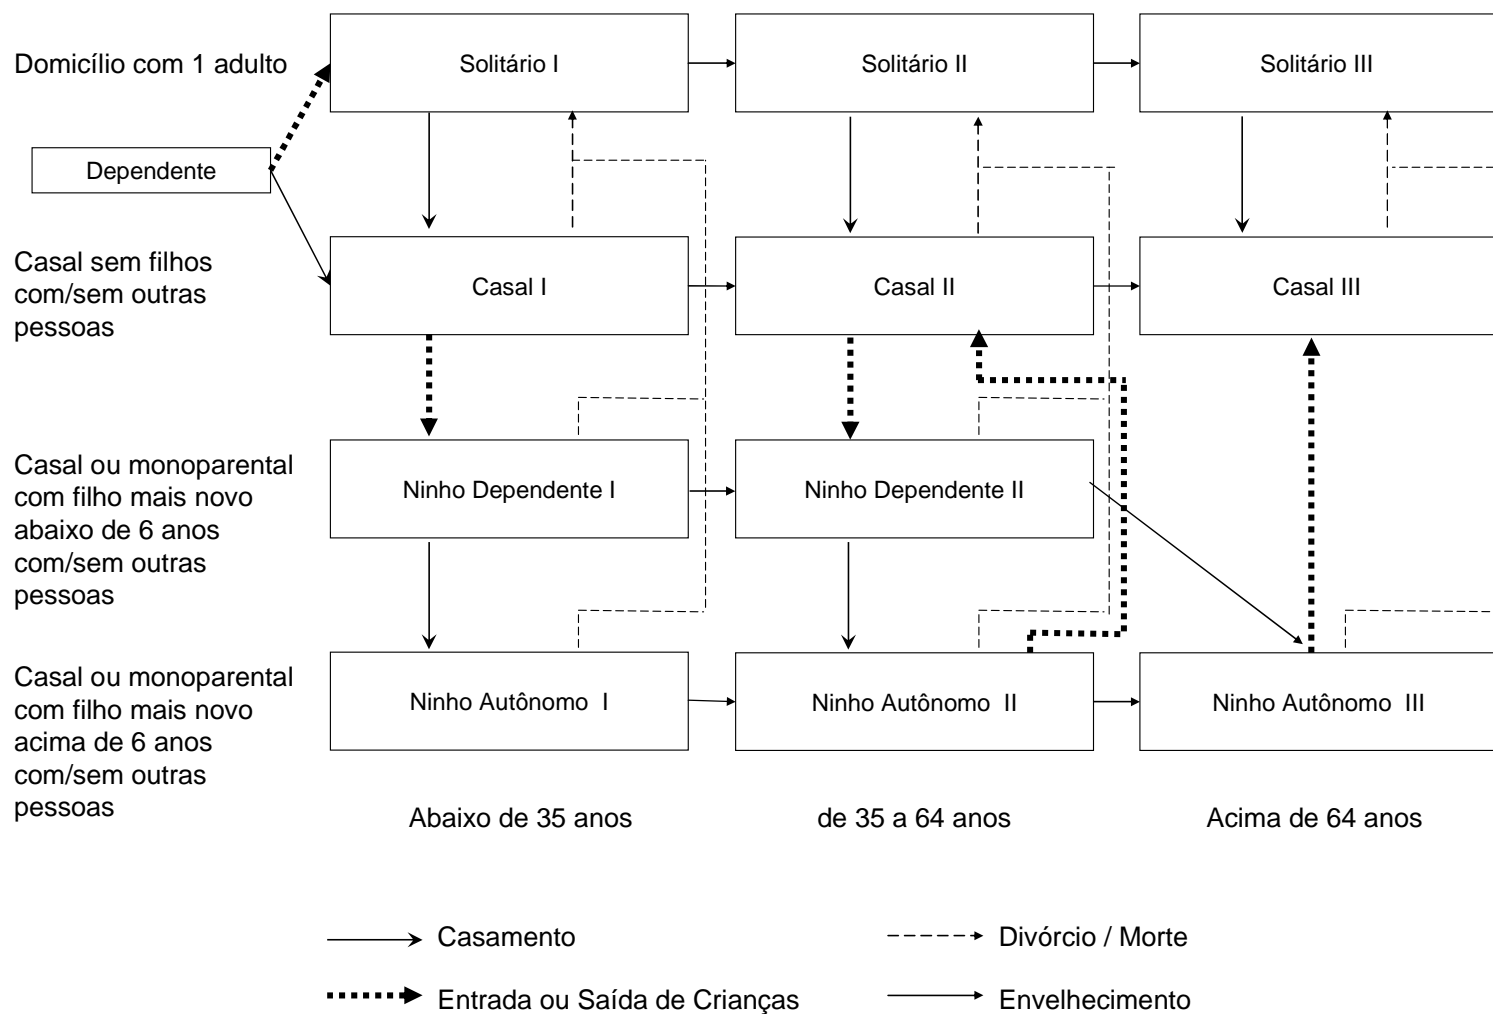 Domicílio com 1 adulto
Solitário I
Solitário II
Solitário III
Dependente
Casal sem filhos
com/sem outras
pessoas
Casal I
Casal II
Casal III
Casal ou monoparental
com filho mais novo
abaixo de 6 anos
com/sem outras
pessoas
Ninho Dependente I
Ninho Dependente II
Casal ou monoparental
com filho mais novo
acima de 6 anos
com/sem outras
pessoas
Ninho Autônomo I
Ninho Autônomo II
Ninho Autônomo III
Abaixo de 35 anos
de 35 a 64 anos
Acima de 64 anos
Casamento
Divórcio / Morte
Entrada ou Saída de Crianças
Envelhecimento